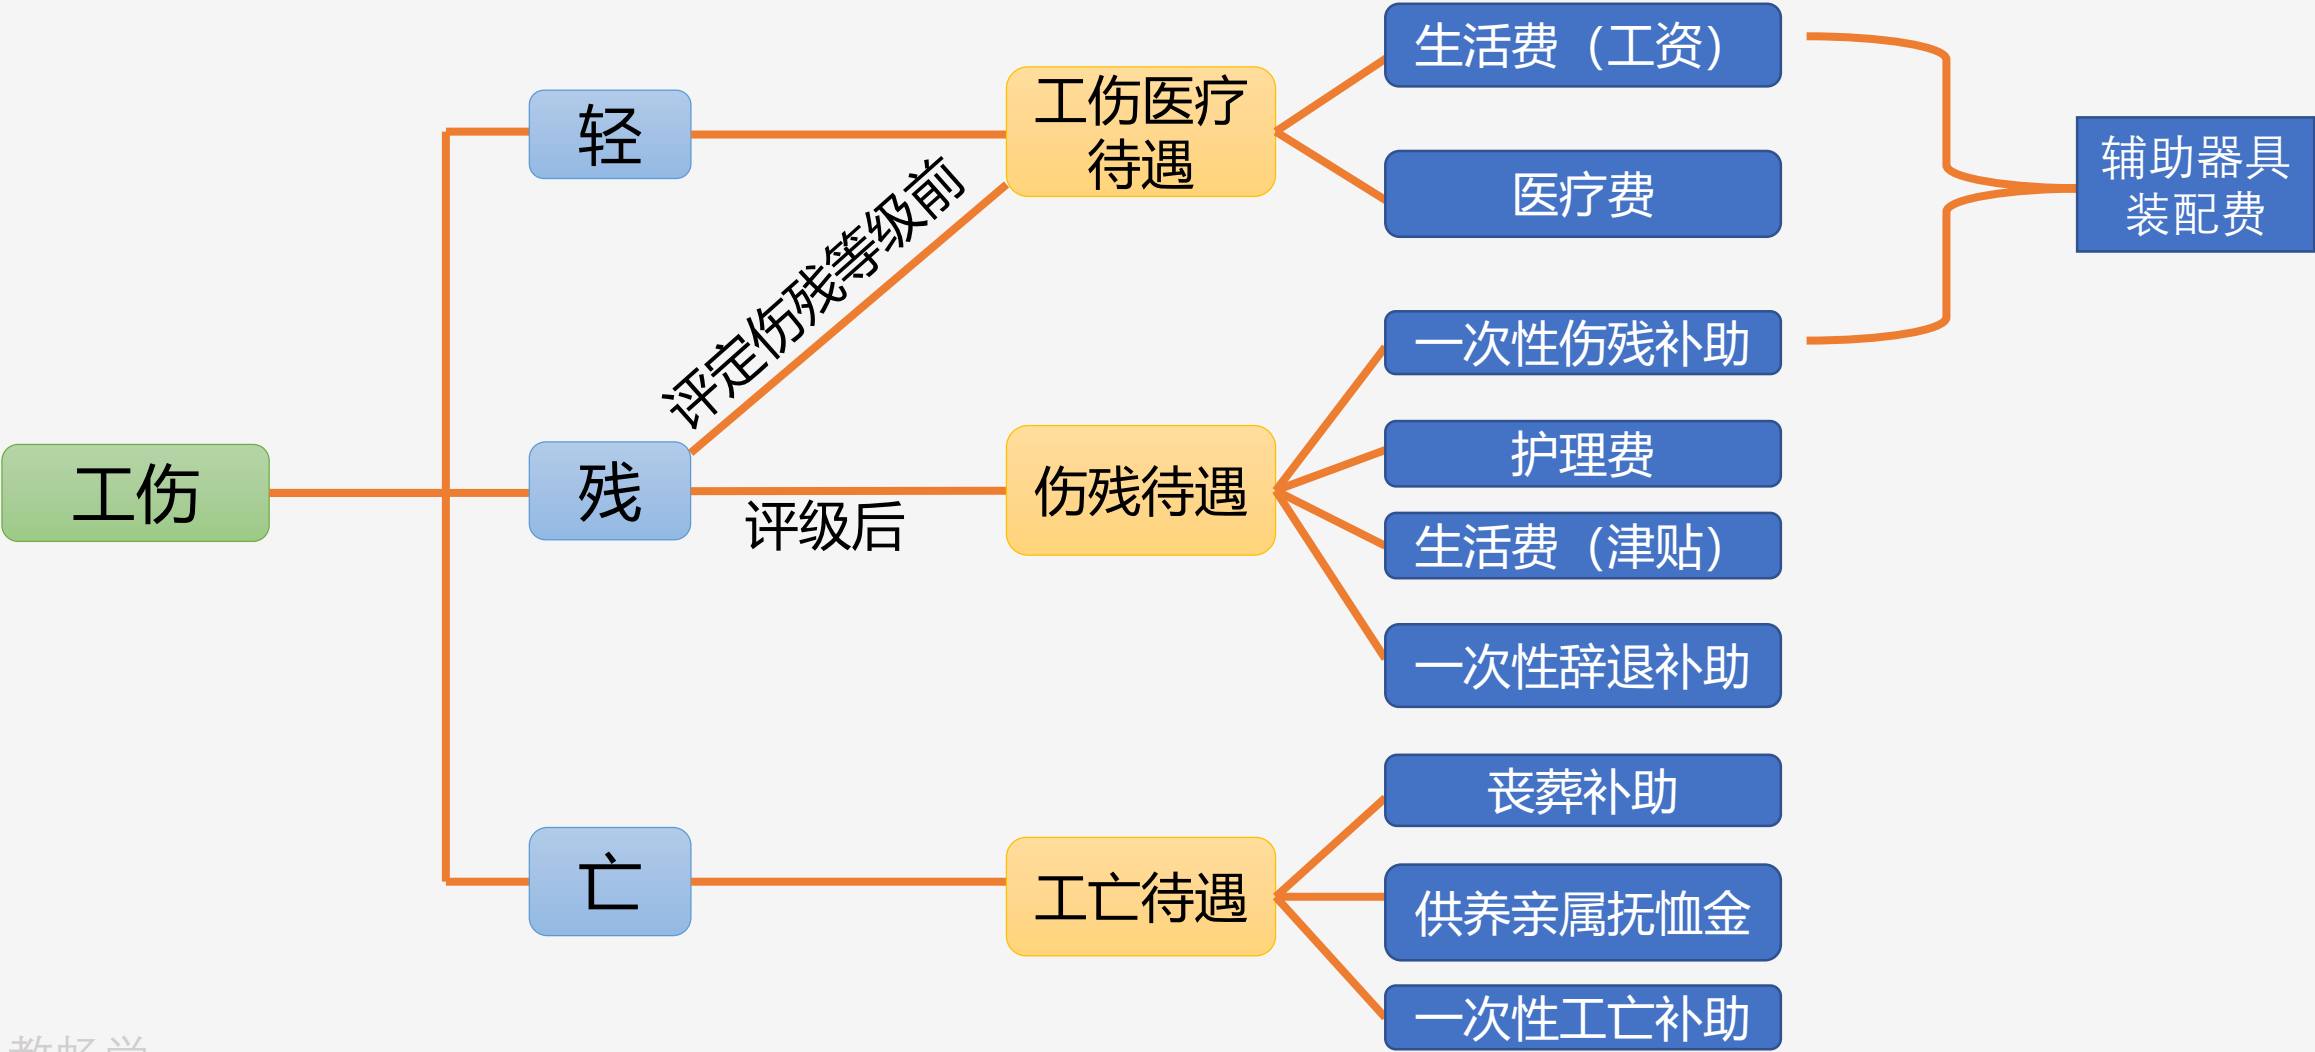 工伤
轻
残
亡
评定伤残等级前
评级后
工伤医疗
待遇
伤残待遇
工亡待遇
生活费（工资）
医疗费
一次性伤残补助
护理费
生活费（津贴）
一次性辞退补助
丧葬补助
供养亲属抚恤金
一次性工亡补助
辅助器具
装配费